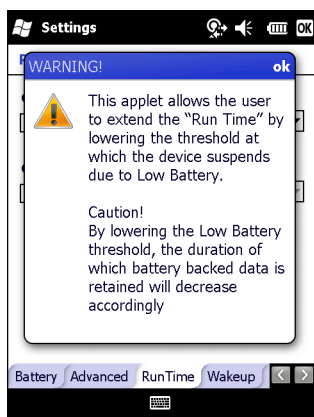 Settings
OK
WARNING!
ok
This applet allows the user
to extend the “Run Time” by
lowering the threshold at
which the device suspends
due to Low Battery.
Caution!
By lowering the Low Battery
threshold, the duration of
which battery backed data is
retained will decrease
accordingly
Battery Advanced RunTime Wakeup